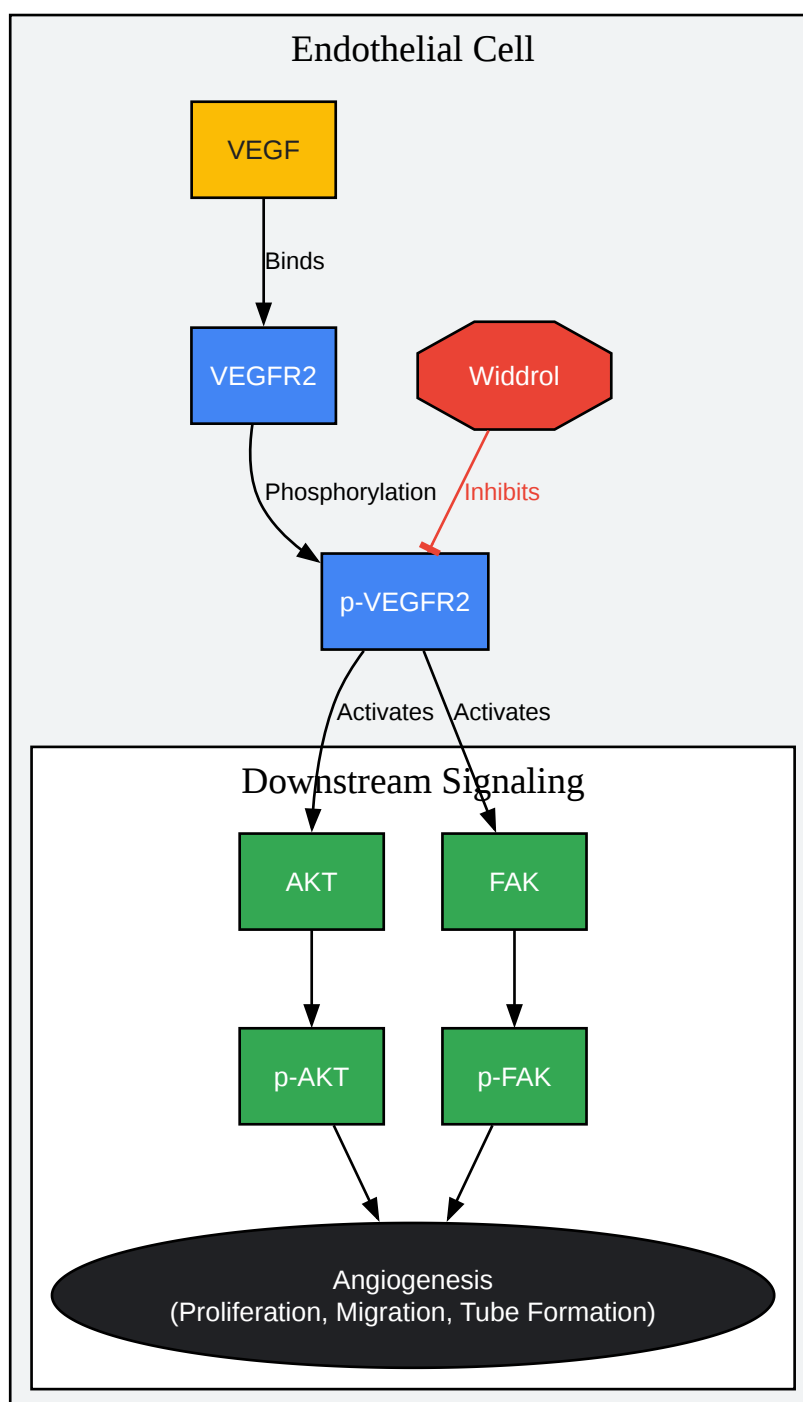 Endothelial Cell
VEGF
Binds
VEGFR2
Widdrol
Phosphorylation
Inhibits
p-VEGFR2
Activates
Activates
Downstream Signaling
AKT
FAK
p-AKT
p-FAK
Angiogenesis
(Proliferation, Migration, Tube Formation)